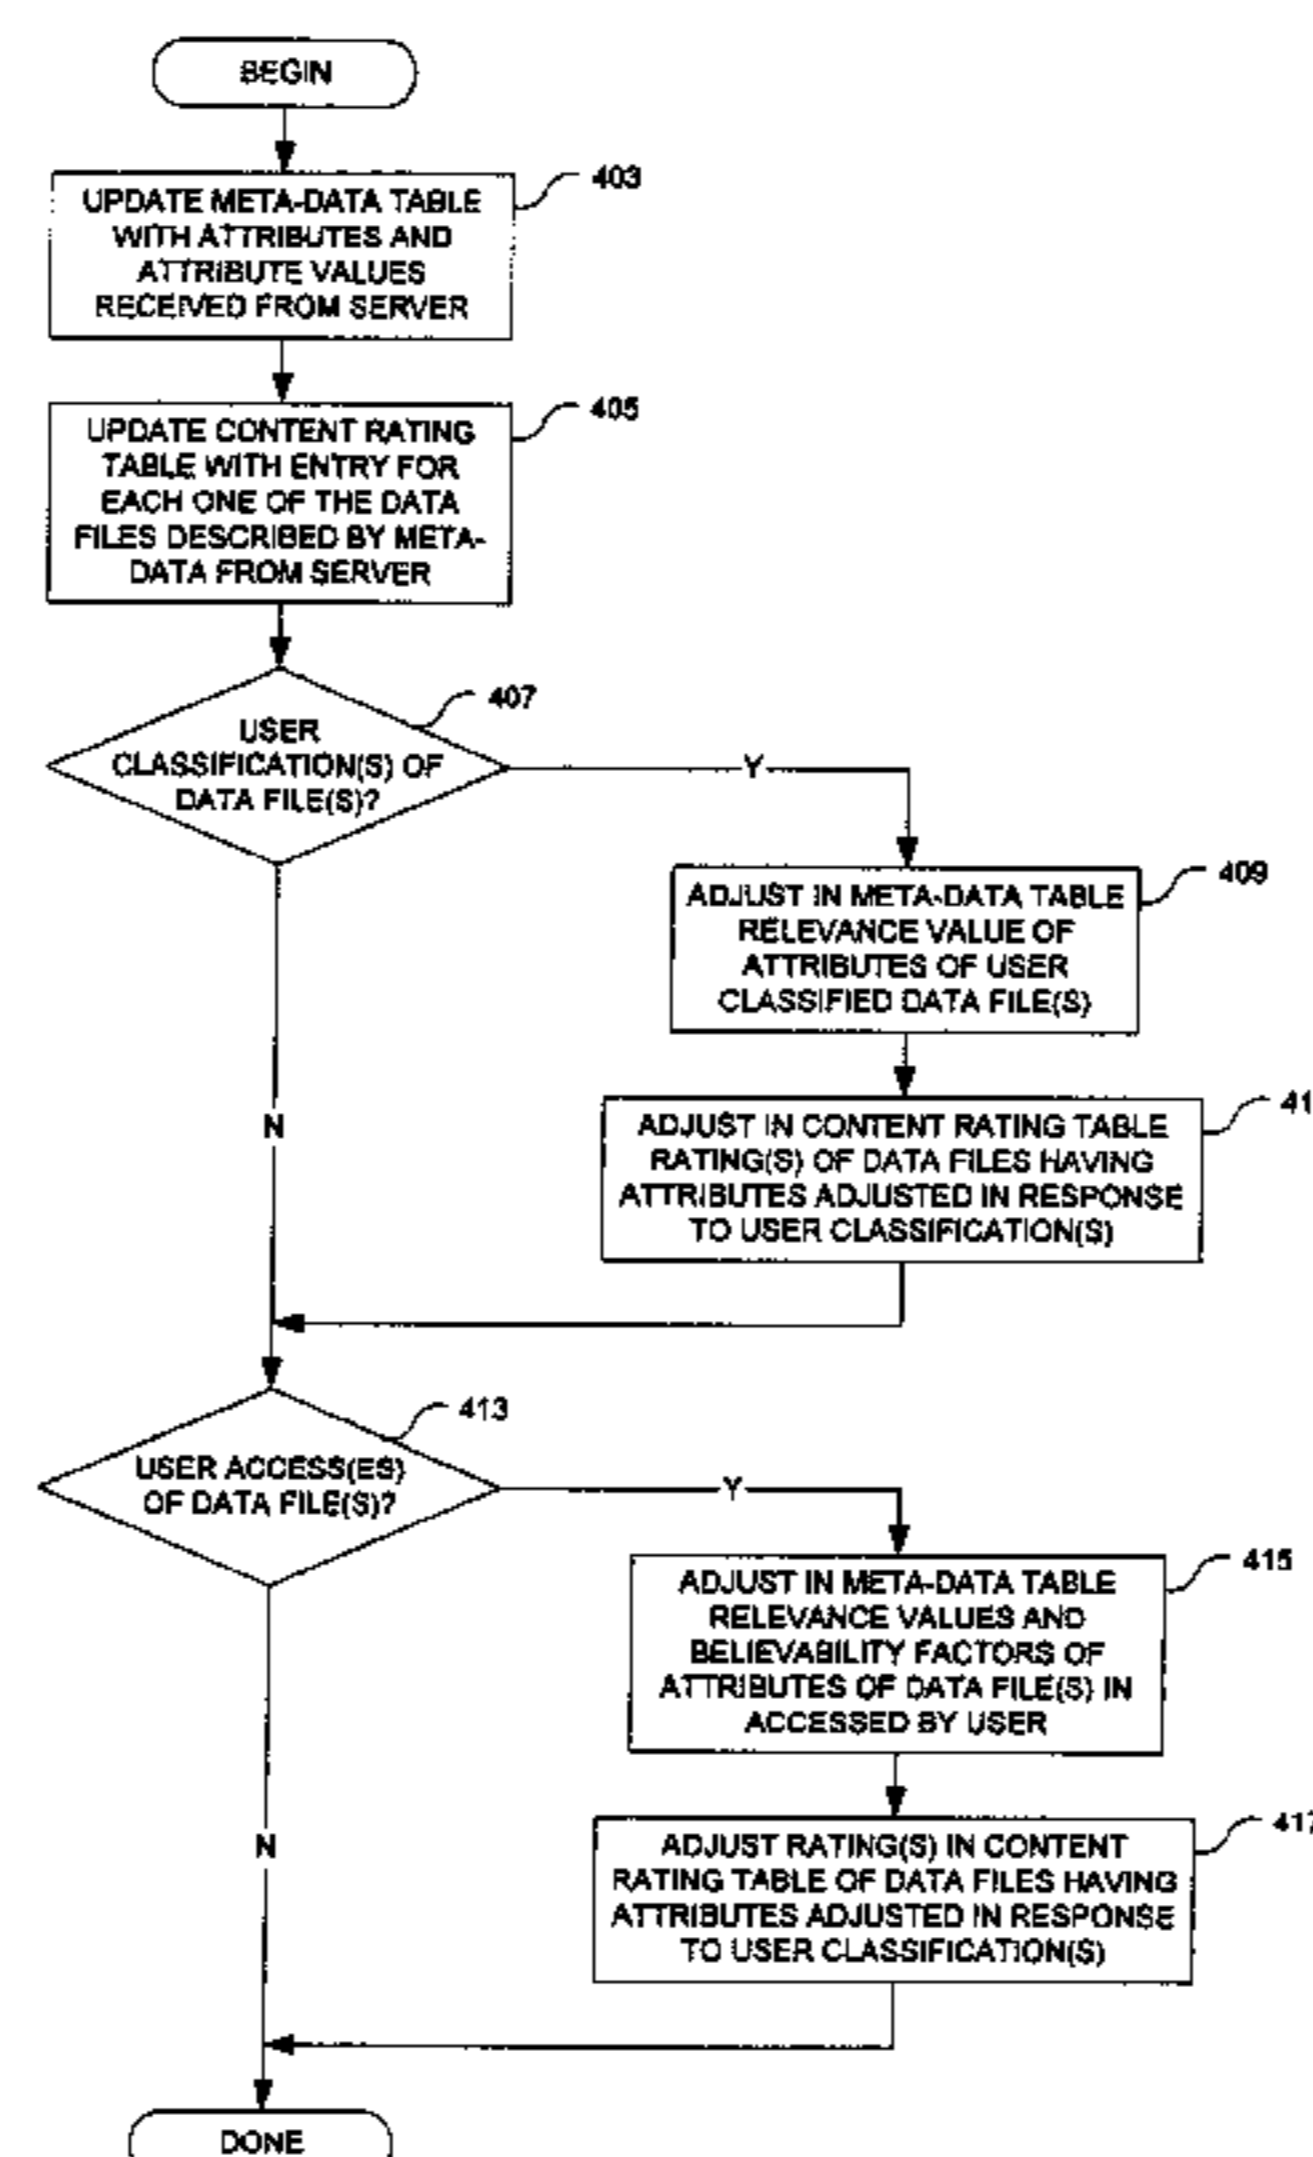 BEGIN
403
UPDATE META-DATA TABLE
WITH ATTRIBUTES AND
ATTRIBUTE VALUES
RECEIVED FROM SERVER
405
UPDATE CONTENT RATING
TABLE WITH ENTRY FOR
EACH ONE OF THE DATA
FILES DESCRIBED BY META-
DATA FROM SERVER
407
USER
CLASSIFICATION(S) OF
DATA FILE(S)?
Y
409
ADJUST IN META-DATA TABLE
RELEVANCE VALUE OF
ATTRIBUTES OF USER
CLASSIFIED DATA FILE(S)
N
41
ADJUST IN CONTENT RATING TABLE
RATING(S) OF DATA FILES HAVING
ATTRIBUTES ADJUSTED IN RESPONSE
TO USER CLASSIFICATION(S)
413
USER ACCESS(ES)
OF DATA FILE(S)?
Y
415
ADJUST IN META-DATA TABLE
RELEVANCE VALUES AND
BELIEVABILITY FACTORS OF
ATTRIBUTES OF DATA FILE(S) IN
ACCESSED BY USER
N
417
ADJUST RATING(S) IN CONTENT
RATING TABLE OF DATA FILES HAVING
ATTRIBUTES ADJUSTED IN RESPONSE
TO USER CLASSIFICATION(S)
DONE